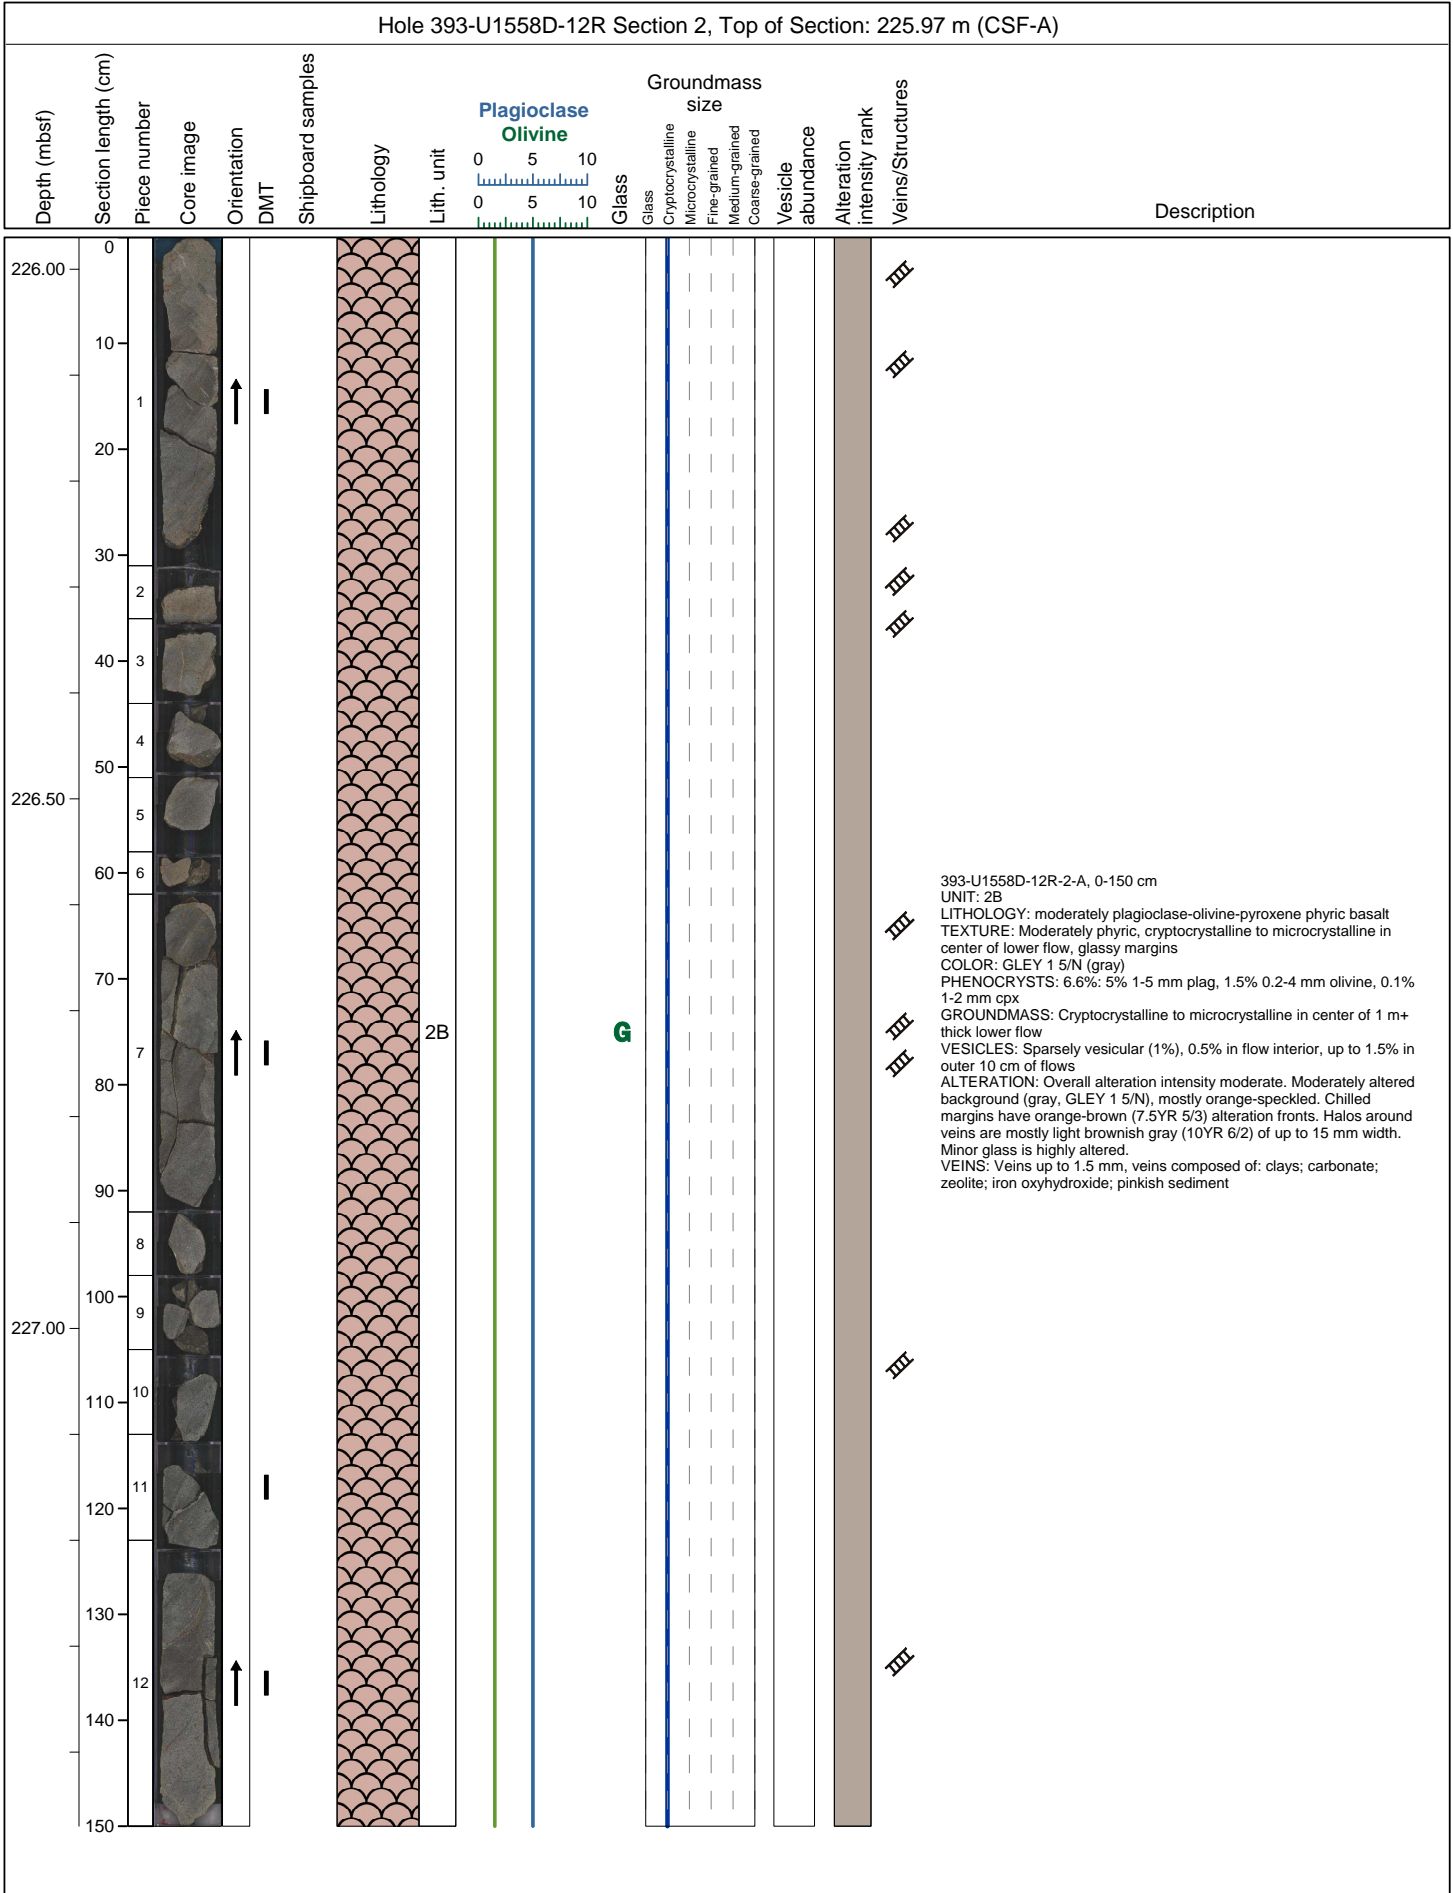 Hole 393-U1558D-12R Section 2, Top of Section: 225.97 m (CSF-A)
Depth (mbsf)
Section length (cm)
Piece number
Core image
Orientation
DMT
Shipboard samples
Lithology
Lith. unit
Plagioclase
Olivine
0 5 10
0 5 10
Glass
Groundmass
size
Glass
Cryptocrystalline
Microcrystalline
Fine-grained
Medium-grained
Coarse-grained
Vesicle
abundance
Alteration
intensity rank
Veins/Structures
Description
0
226.00
10
1
20
30
2
40
3
4
50
226.50
5
60
6
70
7
2B
G
80
90
8
100
9
227.00
10
110
11
120
130
12
140
150
393-U1558D-12R-2-A, 0-150 cm
UNIT: 2B
LITHOLOGY: moderately plagioclase-olivine-pyroxene phyric basalt
TEXTURE: Moderately phyric, cryptocrystalline to microcrystalline in
center of lower flow, glassy margins
COLOR: GLEY 1 5/N (gray)
PHENOCRYSTS: 6.6%: 5% 1-5 mm plag, 1.5% 0.2-4 mm olivine, 0.1%
1-2 mm cpx
GROUNDMASS: Cryptocrystalline to microcrystalline in center of 1 m+
thick lower flow
VESICLES: Sparsely vesicular (1%), 0.5% in flow interior, up to 1.5% in
outer 10 cm of flows
ALTERATION: Overall alteration intensity moderate. Moderately altered
background (gray, GLEY 1 5/N), mostly orange-speckled. Chilled
margins have orange-brown (7.5YR 5/3) alteration fronts. Halos around
veins are mostly light brownish gray (10YR 6/2) of up to 15 mm width.
Minor glass is highly altered.
VEINS: Veins up to 1.5 mm, veins composed of: clays; carbonate;
zeolite; iron oxyhydroxide; pinkish sediment